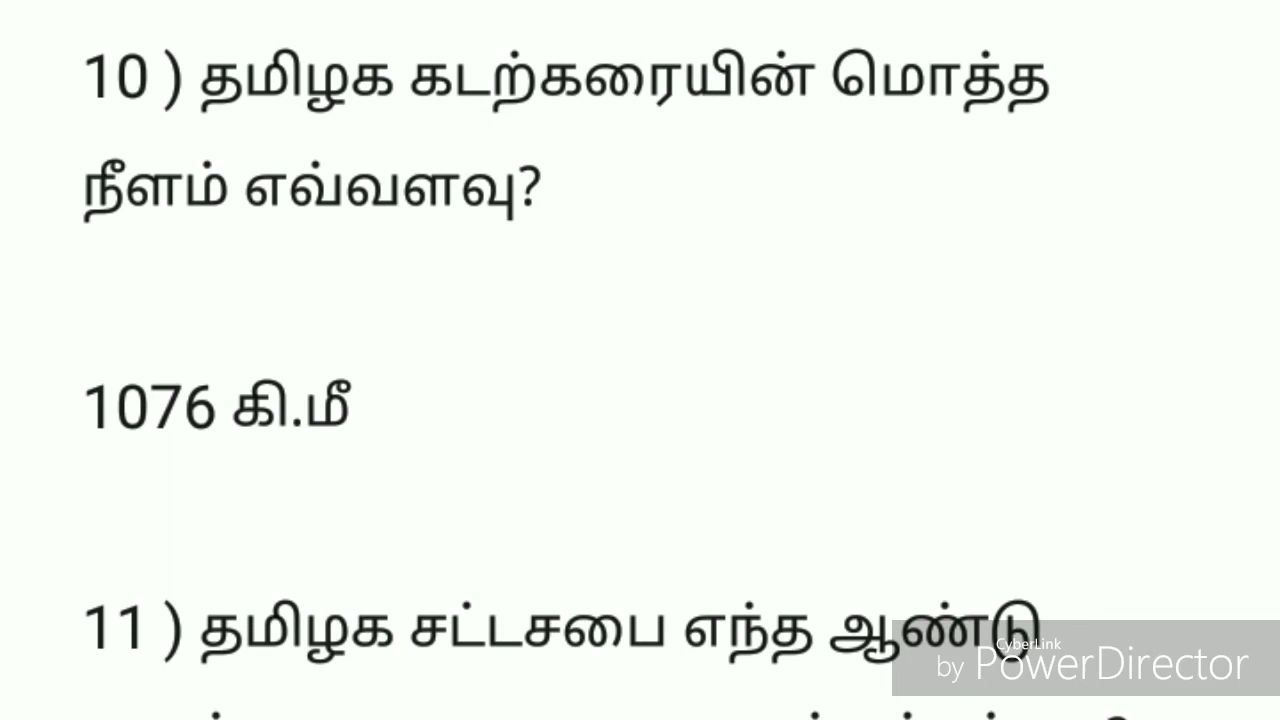 10 ) தமிழக கடற்கரையின் மொத்த
நீளம் எவ்வளவு?
1076 கி.மீ
11 ) தமிழக சட்டசபை எந்த ஆண்டு
CyberLink
by PowerDirector